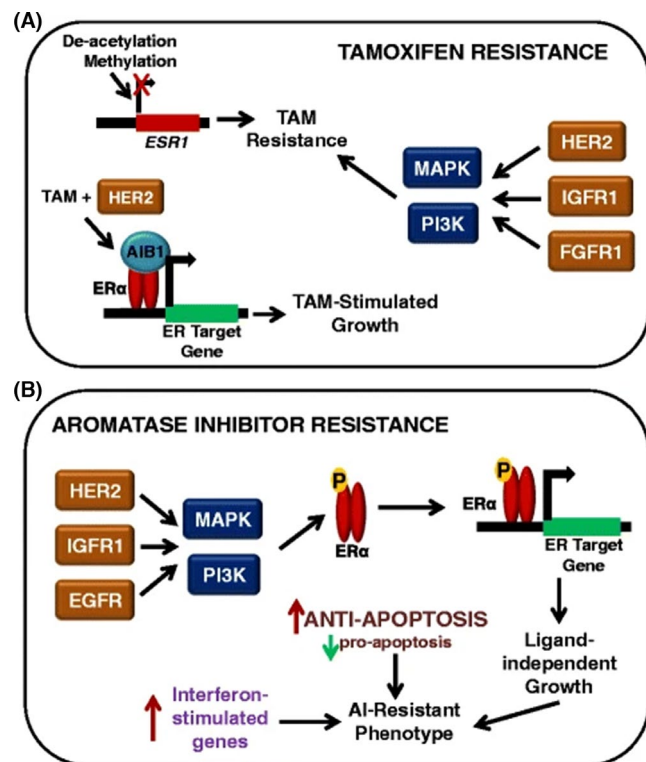 (A)
TAMOXIFEN RESISTANCE
De-acetylation
Methylation
ESR1
TAM
Resistance
MAPK
PI3K
HER2
IGFR1
FGFR1
TAM + HER2
AIB1
ERα
ER Target
Gene
TAM-Stimulated
Growth
(B)
AROMATASE INHIBITOR RESISTANCE
HER2
IGFR1
EGFR
MAPK
PI3K
P
ERα
P
ERα
ER Target
Gene
Ligand-
independent
Growth
ANTI-APOPTOSIS
pro-apoptosis
Interferon-
stimulated
genes
AI-Resistant
Phenotype